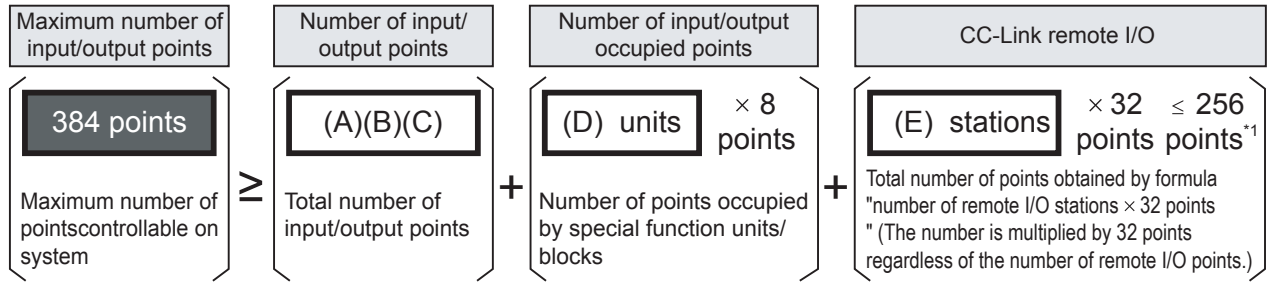 Maximum number of
input/output points
Number of input/
output points
Number of input/output
occupied points
CC-Link remote I/O
384 points
Maximum number of
pointscontrollable on
system
≥
(A)(B)(C)
Total number of
input/output points
+
(D) units
× 8
points
Number of points occupied
by special function units/
blocks
+
(E) stations
× 32
points
≤ 256
points*1
Total number of points obtained by formula
"number of remote I/O stations × 32 points
" (The number is multiplied by 32 points
regardless of the number of remote I/O points.)